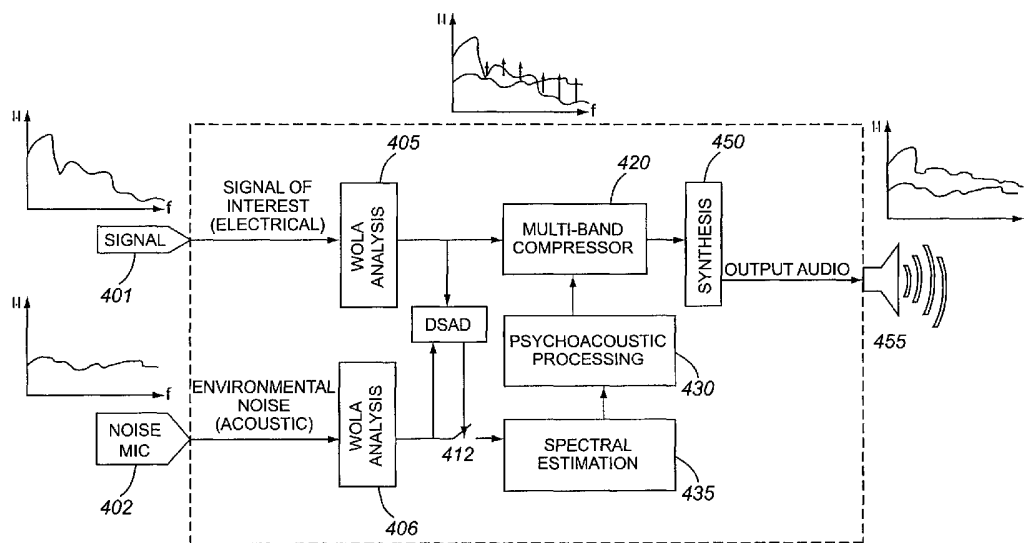 |H|
f
|H|
f
SIGNAL
401
SIGNAL OF
INTEREST
(ELECTRICAL)
405
WOLA
ANALYSIS
DSAD
420
MULTI-BAND
COMPRESSOR
450
SYNTHESIS
OUTPUT AUDIO
|H|
455
PSYCHOACOUSTIC
PROCESSING
430
|H|
f
NOISE
MIC
402
ENVIRONMENTAL
NOISE
(ACOUSTIC)
WOLA
ANALYSIS
406
412
SPECTRAL
ESTIMATION
435